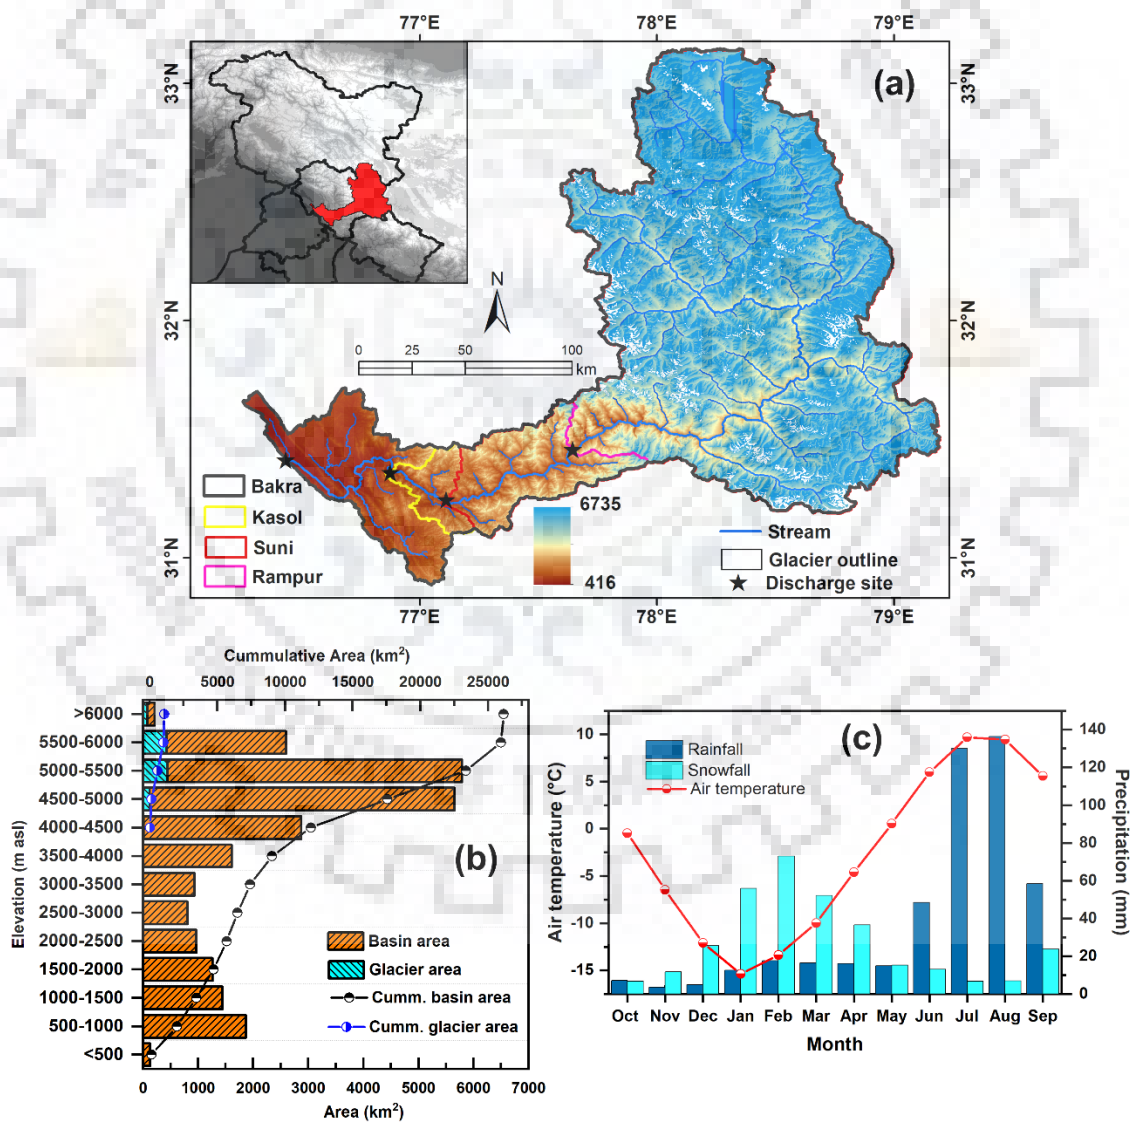 77°E 78°E 79°E
(a)
33°N 33°N
N
32°N 32°N
0 25 50 100
km
Bakra
Kasol
Suni
Rampur
6735
416
Stream
Glacier outline
Discharge site
31°N 31°N
77°E 78°E 79°E
Cummulative Area (km²)
0 5000 10000 15000 20000 25000
Elevation (m asl)
>6000
5500-6000
5000-5500
4500-5000
4000-4500
3500-4000
3000-3500
2500-3000
2000-2500
1500-2000
1000-1500
500-1000
<500
(b)
Basin area
Glacier area
Cumm. basin area
Cumm. glacier area
0 1000 2000 3000 4000 5000 6000 7000
Area (km²)
(c)
Rainfall
Snowfall
Air temperature
Air temperature (°C)
10
5
0
-5
-10
-15
Precipitation (mm)
140
120
100
80
60
40
20
0
Oct Nov Dec Jan Feb Mar Apr May Jun Jul Aug Sep
Month